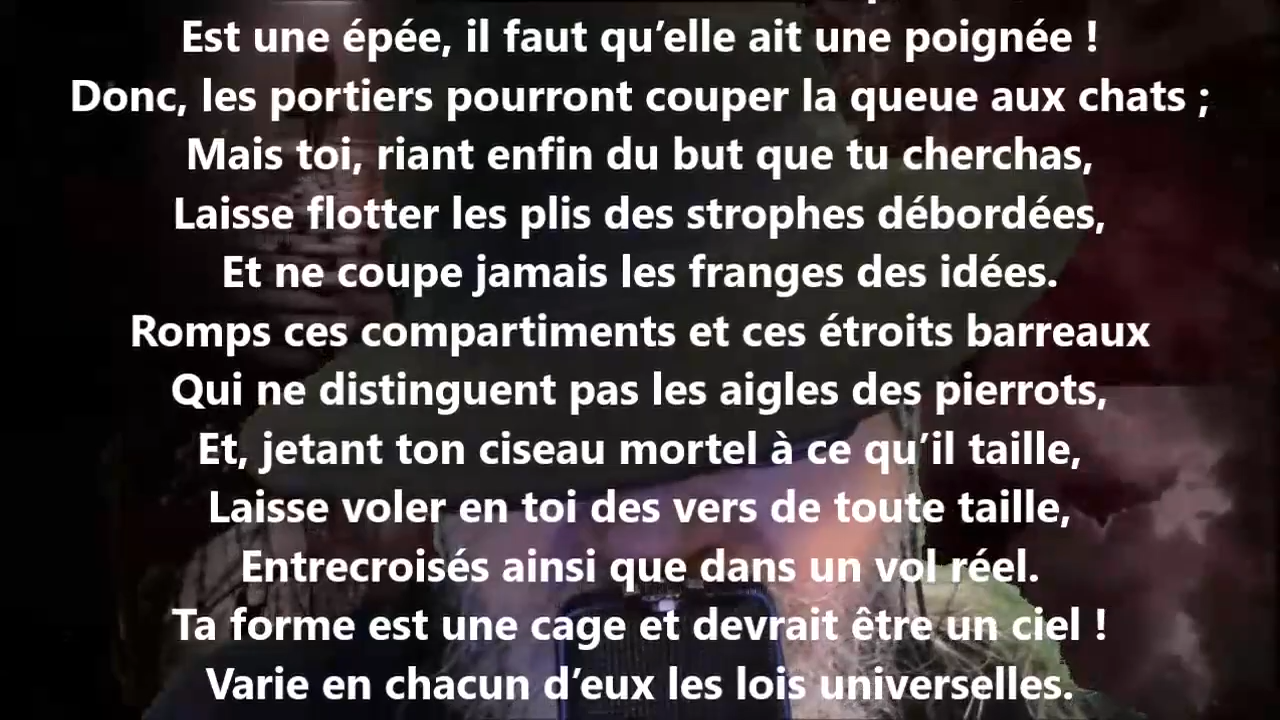 Est une épée, il faut qu’elle ait une poignée !
Donc, les portiers pourront couper la queue aux chats ;
Mais toi, riant enfin du but que tu cherchas,
Laisse flotter les plis des strophes débordées,
Et ne coupe jamais les franges des idées.
Romps ces compartiments et ces étroits barreaux
Qui ne distinguent pas les aigles des pierrots,
Et, jetant ton ciseau mortel à ce qu’il taille,
Laisse voler en toi des vers de toute taille,
Entrecroisés ainsi que dans un vol réel.
Ta forme est une cage et devrait être un ciel !
Varie en chacun d’eux les lois universelles.